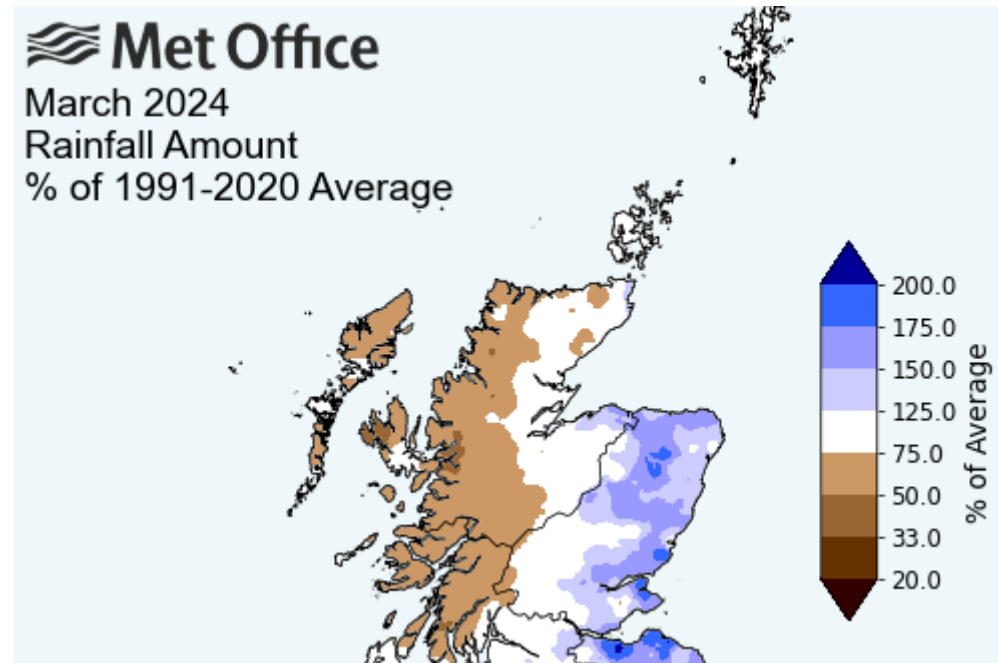 Met Office
March 2024
Rainfall Amount
% of 1991-2020 Average
200.0
175.0
150.0
125.0
75.0
50.0
33.0
20.0
% of Average